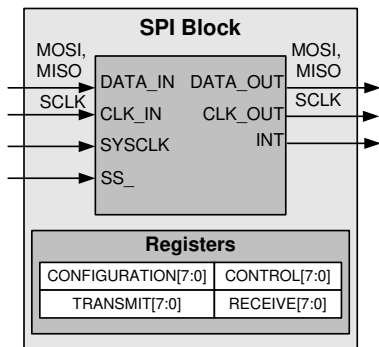 SPI Block
MOSI,
MISO
SCLK
DATA_IN
CLK_IN
SYSCLK
SS_
DATA_OUT
CLK_OUT
INT
MOSI,
MISO
SCLK
Registers
CONFIGURATION[7:0] CONTROL[7:0]
TRANSMIT[7:0] RECEIVE[7:0]